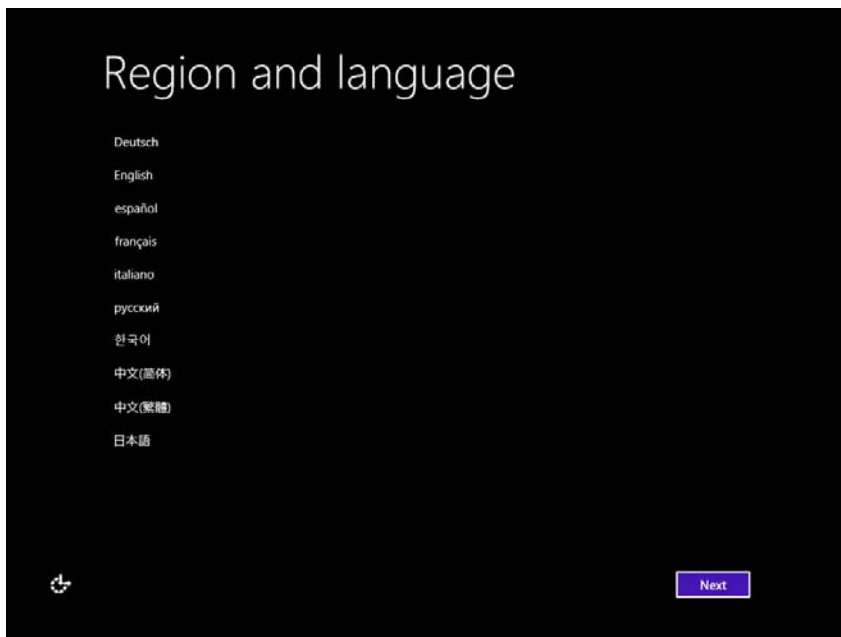 Region and language
Deutsch
English
español
français
italiano
русский
한국어
中文(简体)
中文(繁體)
日本語
Next